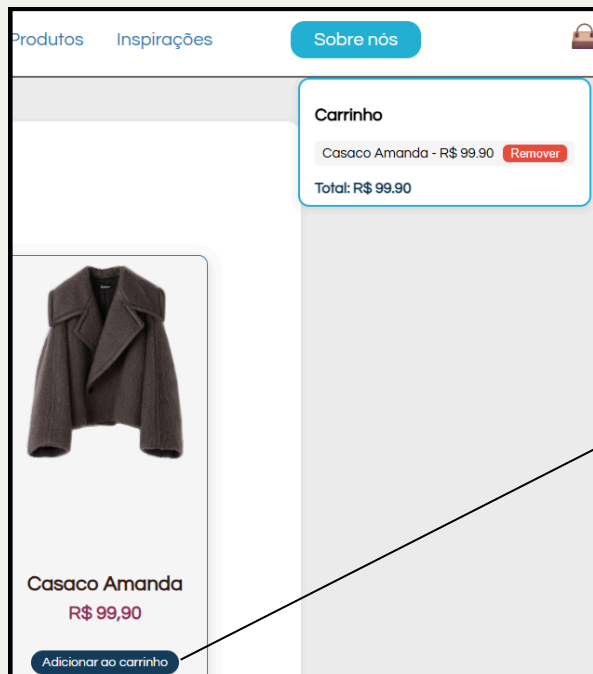 Produtos Inspirações Sobre nós
Carrinho
Casaco Amanda - R$ 99.90 Remover
Total: R$ 99.90
Casaco Amanda
R$ 99,90
Adicionar ao carrinho